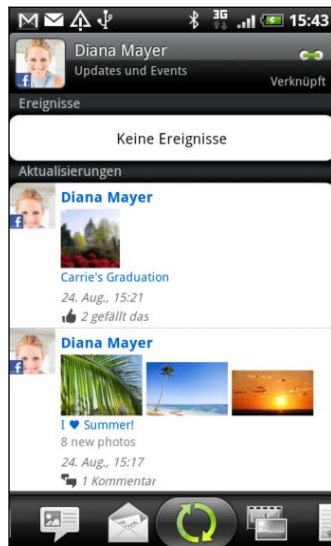 3G 15:43
Diana Mayer
Updates und Events
Verknüpft
Ereignisse
Keine Ereignisse
Aktualisierungen
Diana Mayer
Carrie's Graduation
24. Aug., 15:21
2 gefällt das
Diana Mayer
I ♥ Summer!
8 new photos
24. Aug., 15:17
1 Kommentar